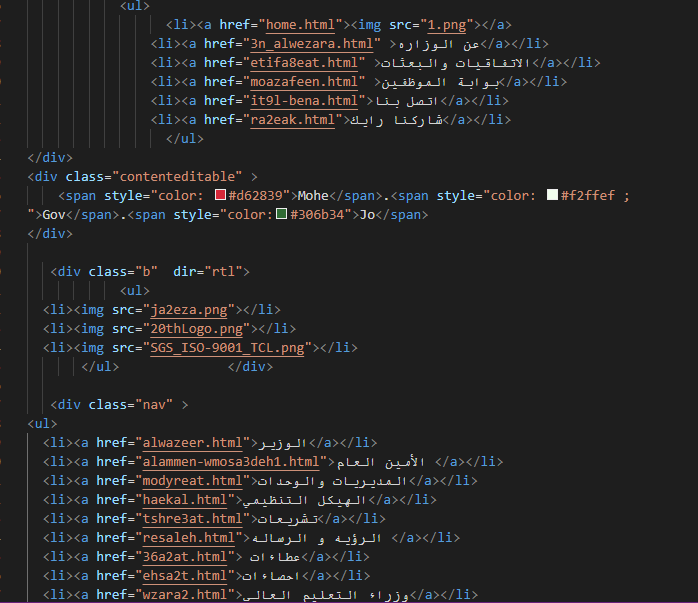 <ul>
<li><a href="home.html"><img src="1.png"></a>
<li><a href="3n_alwezara.html" >عن الوزاره</a></li>
<li><a href="etifa8eat.html" >الاتفاقيات والبعثات</a></li>
<li><a href="moazafeen.html" >بوابة الموظفين</a></li>
<li><a href="it9l-bena.html">اتصل بنا</a></li>
<li><a href="ra2eak.html">شاركنا رايك</a></li>
</ul>
</div>
<div class="contenteditable" >
<span style="color: #d62839">Mohe</span>.<span style="color: #f2ffef ;
">Gov</span>.<span style="color:#306b34">Jo</span>
</div>
<div class="b" dir="rtl">
<ul>
<li><img src="ja2eza.png"></li>
<li><img src="20thLogo.png"></li>
<li><img src="SGS_ISO-9001_TCL.png"></li>
</ul> </div>
<div class="nav" >
<ul>
<li><a href="alwazeer.html">الوزير</a></li>
<li><a href="alammen-wmosa3deh1.html">الأمين العام </a></li>
<li><a href="modyreat.html">المديريات والوحدات</a></li>
<li><a href="haekal.html">الهيكل التنظيمي</a></li>
<li><a href="tshre3at.html">تشريعات</a></li>
<li><a href="resaleh.html">الرؤيه و الرساله </a></li>
<li><a href="36a2at.html"> عطاءات</a></li>
<li><a href="ehsa2t.html">احصاءات</a></li>
<li><a href="wzara2.html">وزراء التعليم العالي</a></li>